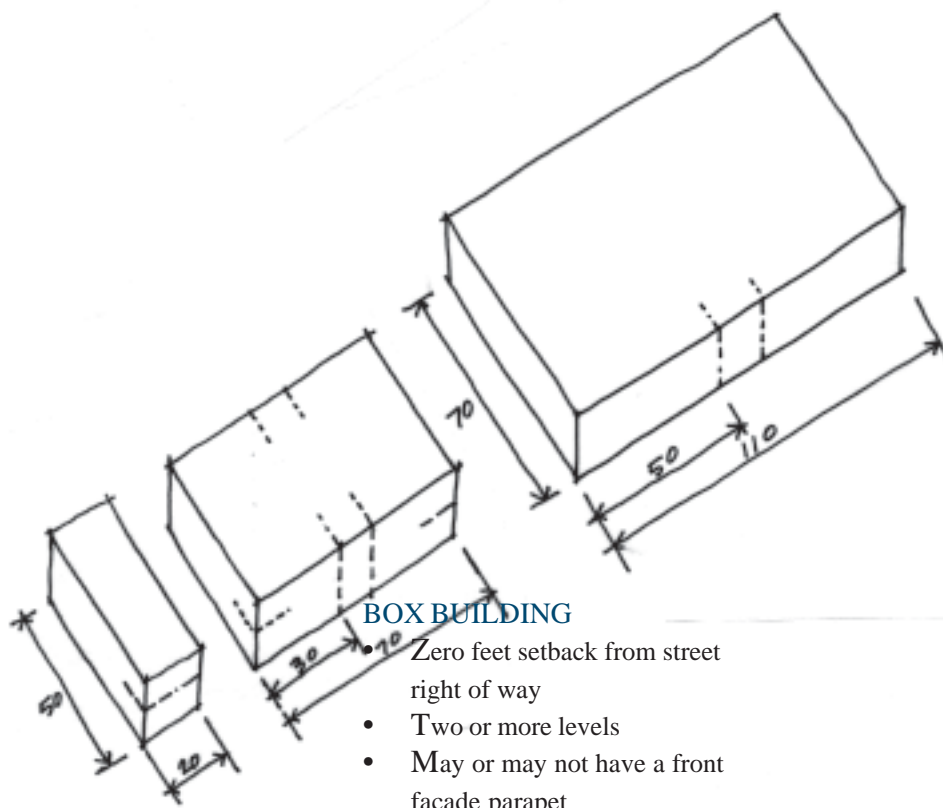 70
50
110
BOX BUILDING
• Zero feet setback from street
right of way
• Two or more levels
• May or may not have a front
façade parapet
30
70
50
20